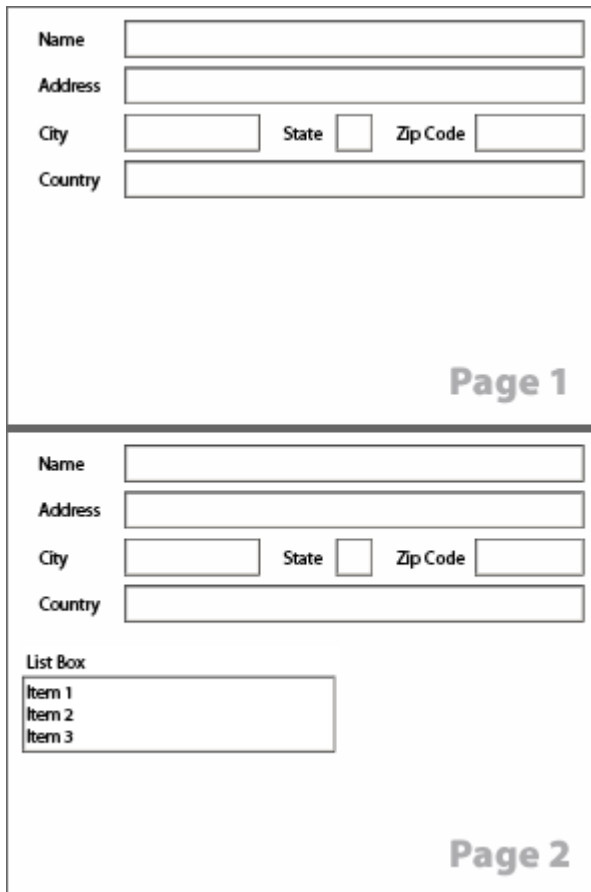 Name
Address
City State Zip Code
Country
Page 1
Name
Address
City State Zip Code
Country
List Box
Item 1
Item 2
Item 3
Page 2